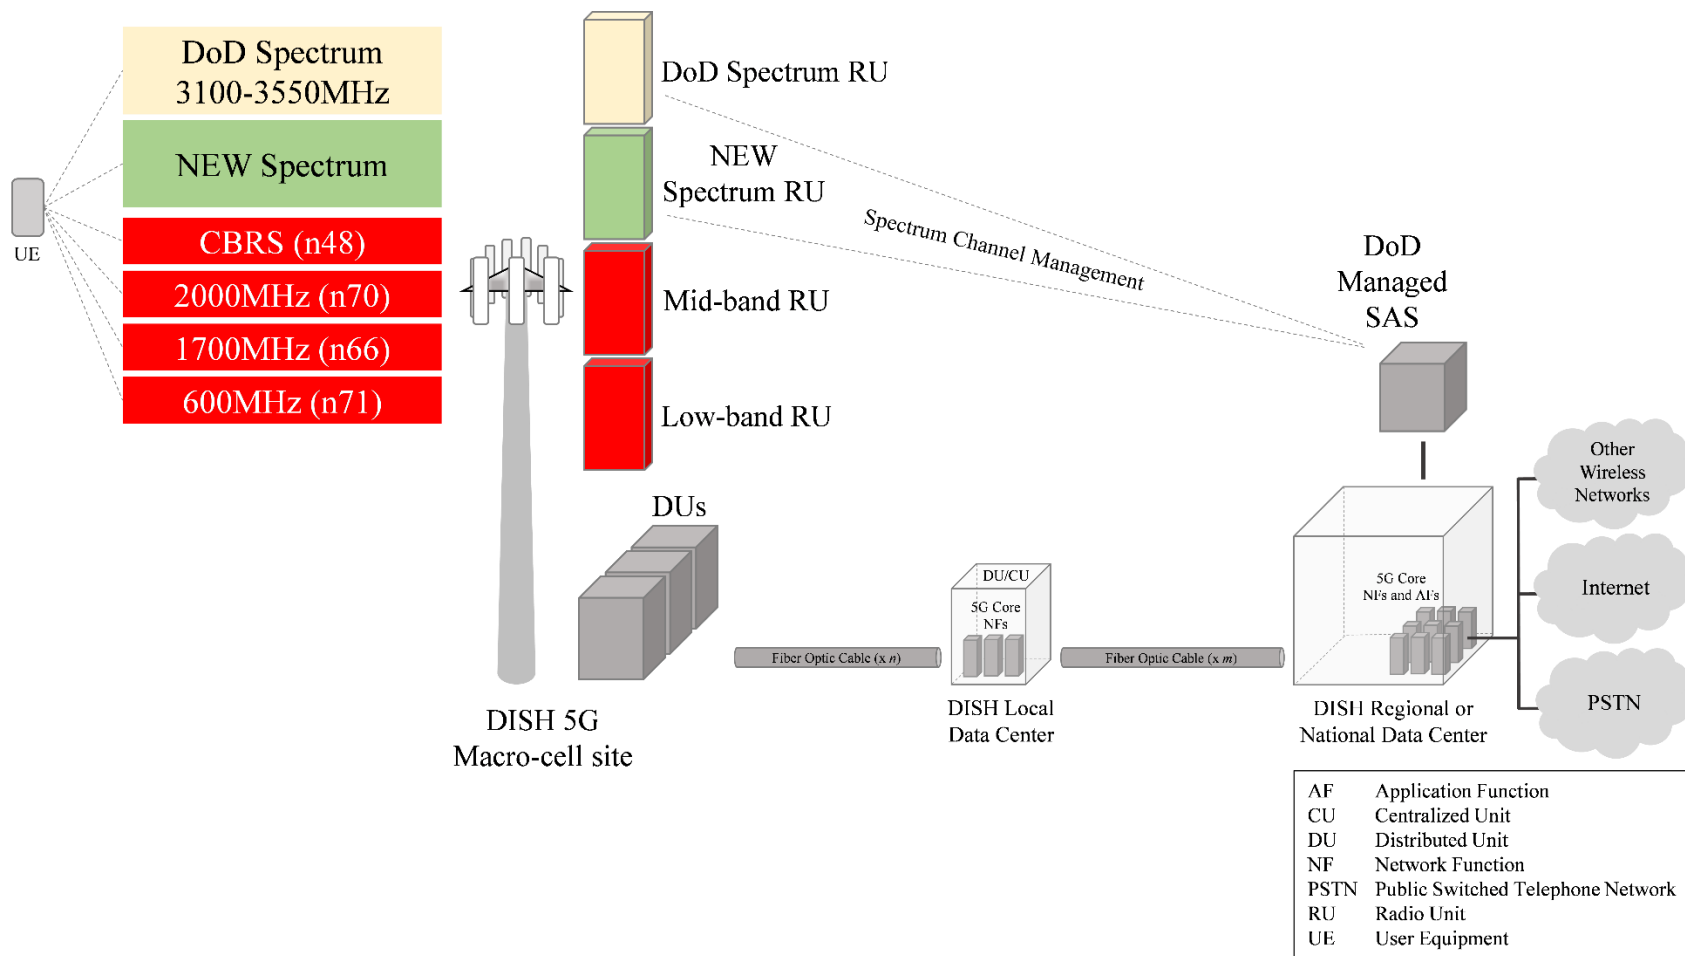 DoD Spectrum
3100-3550MHz
NEW Spectrum
CBRS (n48)
2000MHz (n70)
1700MHz (n66)
600MHz (n71)
UE
DoD Spectrum RU
NEW
Spectrum RU
Mid-band RU
Low-band RU
Spectrum Channel Management
DoD
Managed
SAS
DUs
DISH 5G
Macro-cell site
Fiber Optic Cable (x n)
DU/CU
5G Core
NFs
DISH Local
Data Center
Fiber Optic Cable (x m)
5G Core
NFs and AFs
DISH Regional or
National Data Center
Other
Wireless
Networks
Internet
PSTN
AF Application Function
CU Centralized Unit
DU Distributed Unit
NF Network Function
PSTN Public Switched Telephone Network
RU Radio Unit
UE User Equipment